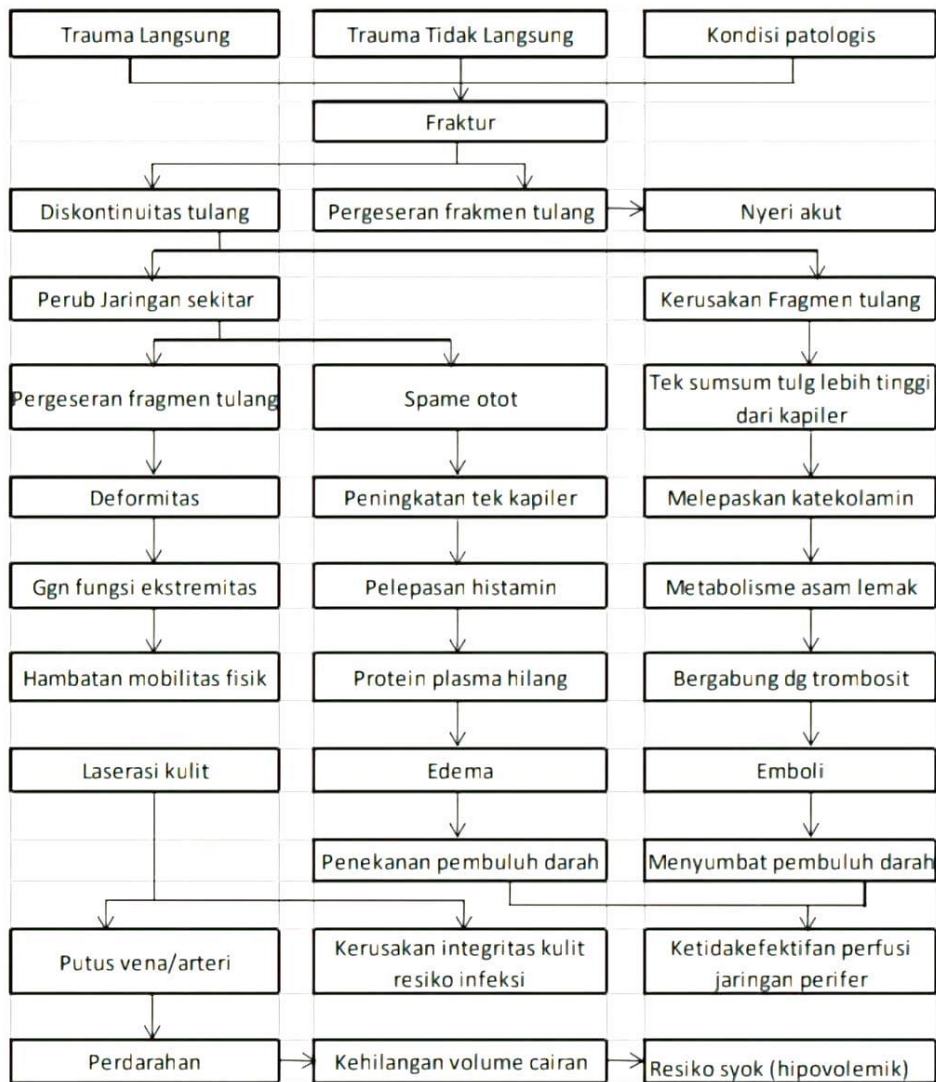 Trauma Langsung
Trauma Tidak Langsung
Kondisi patologis
Fraktur
Diskontinuitas tulang
Pergeseran frakmen tulang
Nyeri akut
Perub Jaringan sekitar
Kerusakan Fragmen tulang
Pergeseran fragmen tulang
Spame otot
Tek sumsum tulg lebih tinggi
dari kapiler
Deformitas
Peningkatan tek kapiler
Melepaskan katekolamin
Ggn fungsi ekstremitas
Pelepasan histamin
Metabolisme asam lemak
Hambatan mobilitas fisik
Protein plasma hilang
Bergabung dg trombosit
Laserasi kulit
Edema
Emboli
Penekanan pembuluh darah
Menyumbat pembuluh darah
Putus vena/arteri
Kerusakan integritas kulit
resiko infeksi
Ketidakefektifan perfusi
jaringan perifer
Perdarahan
Kehilangan volume cairan
Resiko syok (hipovolemik)